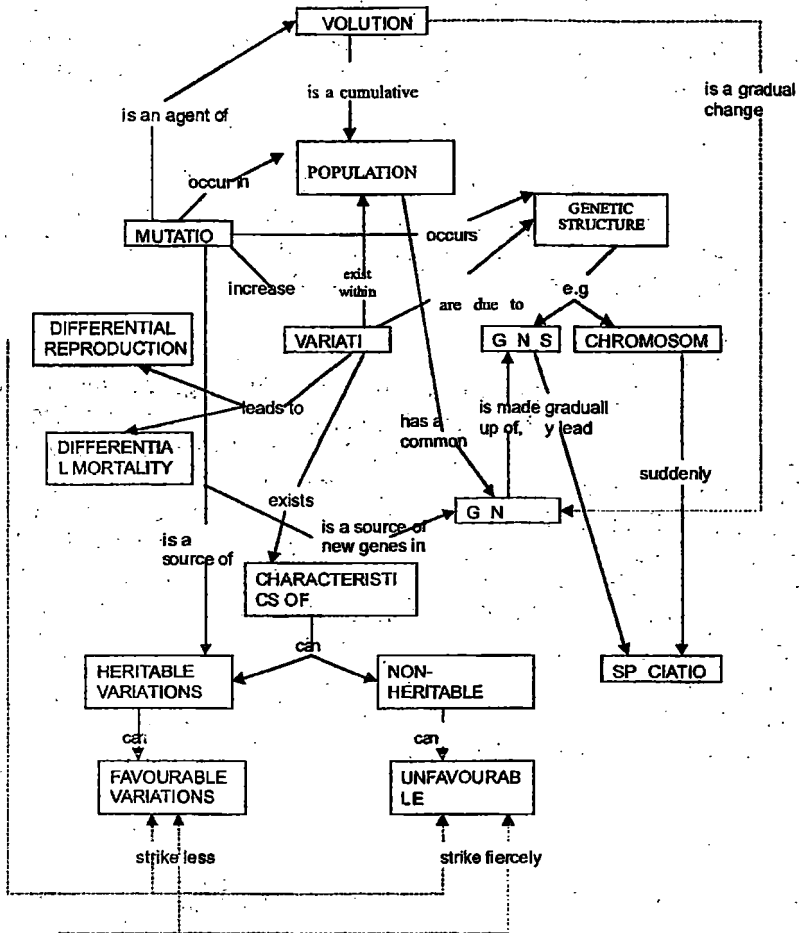 VOLUTION
is a cumulative
is a gradual
change
is an agent of
POPULATION
occur in
GENETIC
STRUCTURE
MUTATIO
occurs
increase
exist
within
are due to
e.g
DIFFERENTIAL
REPRODUCTION
VARIATI
G N S
CHROMOSOM
leads to
has a
common
is made graduall
up of, y lead
DIFFERENTIA
L MORTALITY
suddenly
exists
G N
is a source of
new genes in
is a
source of
CHARACTERISTI
CS OF
can
HERITABLE
VARIATIONS
NON-
HERITABLE
SP CIATIO
can
can
FAVOURABLE
VARIATIONS
UNFAVOURAB
LE
strike less
strike fiercely